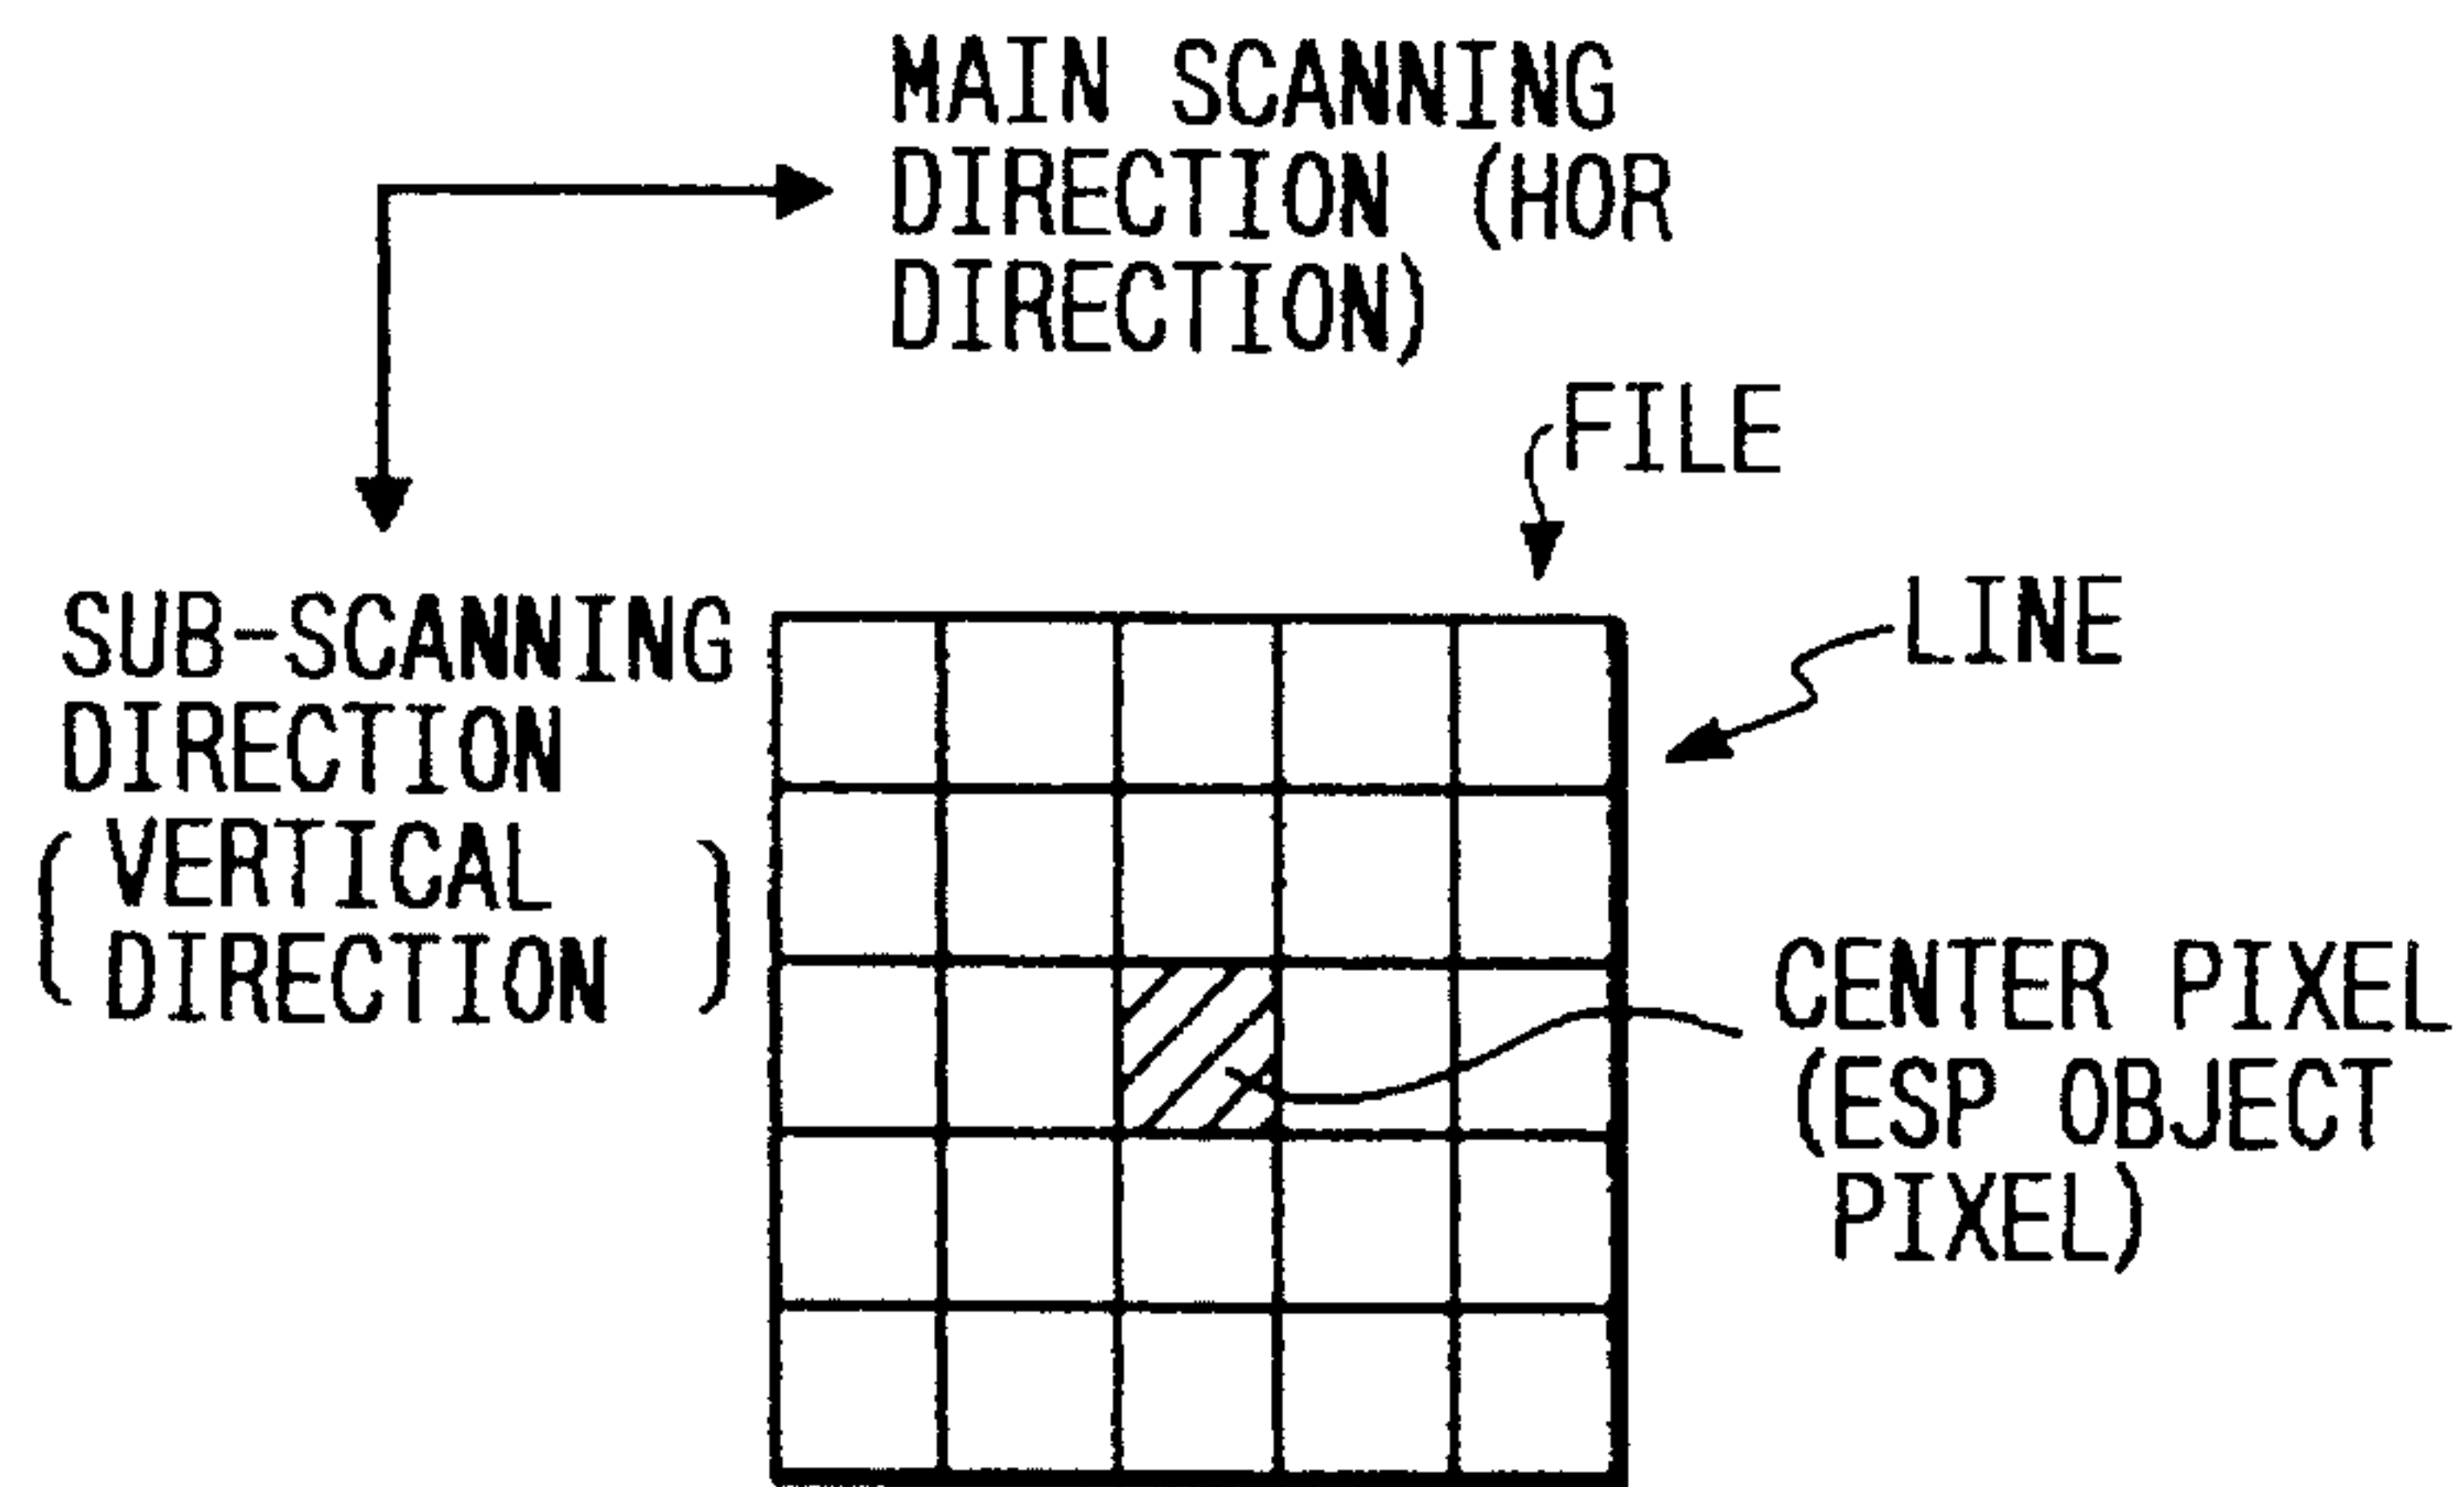 MAIN SCANNING
DIRECTION (HOR
DIRECTION)
FILE
LINE
SUB-SCANNING
DIRECTION
(VERTICAL
DIRECTION)
CENTER PIXEL
(ESP OBJECT
PIXEL)